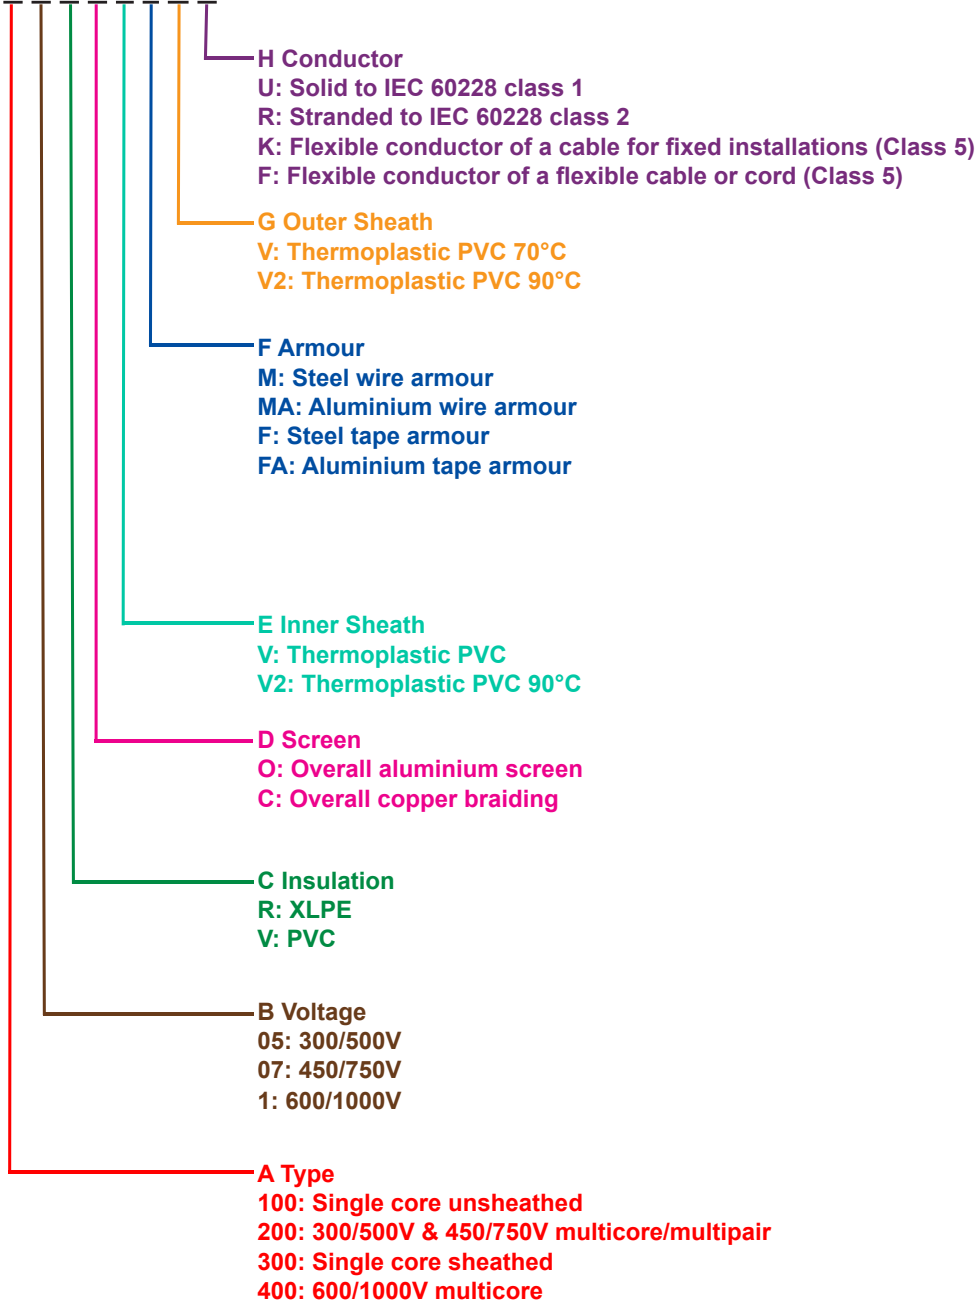 H Conductor
U: Solid to IEC 60228 class 1
R: Stranded to IEC 60228 class 2
K: Flexible conductor of a cable for fixed installations (Class 5)
F: Flexible conductor of a flexible cable or cord (Class 5)
G Outer Sheath
V: Thermoplastic PVC 70°C
V2: Thermoplastic PVC 90°C
F Armour
M: Steel wire armour
MA: Aluminium wire armour
F: Steel tape armour
FA: Aluminium tape armour
E Inner Sheath
V: Thermoplastic PVC
V2: Thermoplastic PVC 90°C
D Screen
O: Overall aluminium screen
C: Overall copper braiding
C Insulation
R: XLPE
V: PVC
B Voltage
05: 300/500V
07: 450/750V
1: 600/1000V
A Type
100: Single core unsheathed
200: 300/500V & 450/750V multicore/multipair
300: Single core sheathed
400: 600/1000V multicore